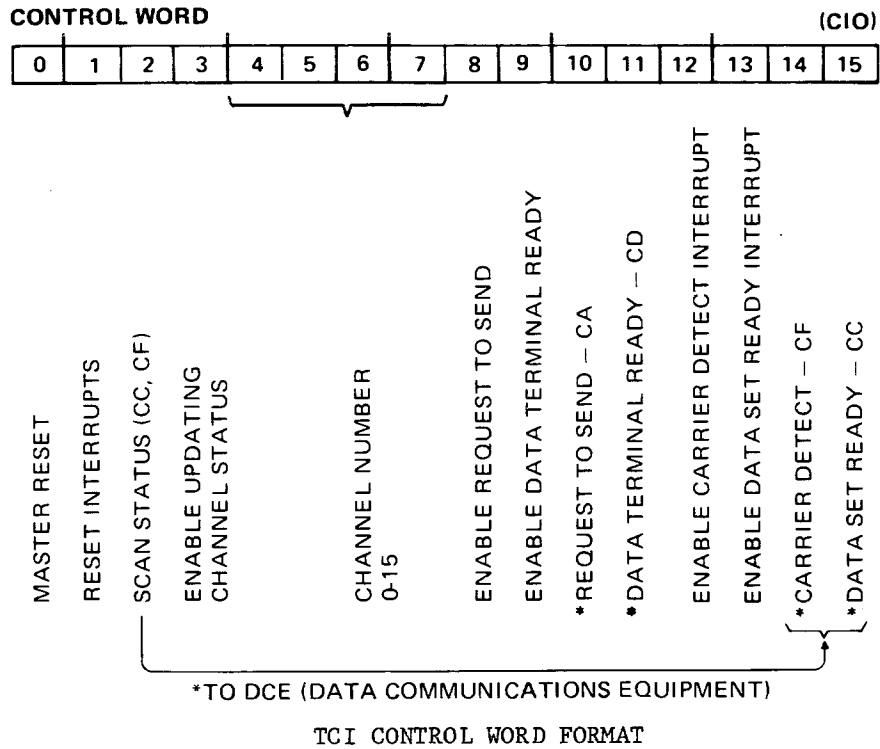 CONTROL WORD
(CIO)
0 1 2 3 4 5 6 7 8 9 10 11 12 13 14 15
MASTER RESET
RESET INTERRUPTS
SCAN STATUS (CC, CF)
ENABLE UPDATING
CHANNEL STATUS
CHANNEL NUMBER
0-15
ENABLE REQUEST TO SEND
ENABLE DATA TERMINAL READY
*REQUEST TO SEND – CA
*DATA TERMINAL READY – CD
ENABLE CARRIER DETECT INTERRUPT
ENABLE DATA SET READY INTERRUPT
*CARRIER DETECT – CF
*DATA SET READY – CC
*TO DCE (DATA COMMUNICATIONS EQUIPMENT)
TCI CONTROL WORD FORMAT